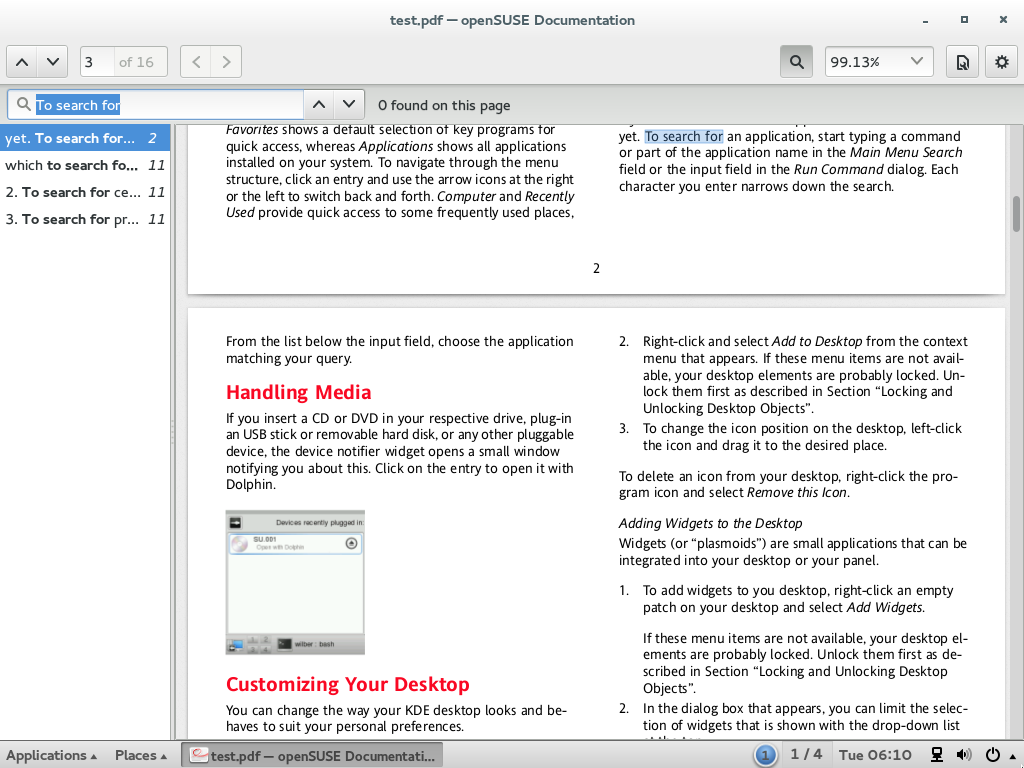 test.pdf — openSUSE Documentation
3 of 16
99.13%
To search for
0 found on this page
yet. To search for... 2
which to search fo... 11
2. To search for ce... 11
3. To search for pr... 11
Favorites shows a default selection of key programs for
quick access, whereas Applications shows all applications
installed on your system. To navigate through the menu
structure, click an entry and use the arrow icons at the right
or the left to switch back and forth. Computer and Recently
Used provide quick access to some frequently used places,
yet. To search for an application, start typing a command
or part of the application name in the Main Menu Search
field or the input field in the Run Command dialog. Each
character you enter narrows down the search.
2
From the list below the input field, choose the application
matching your query.
Handling Media
If you insert a CD or DVD in your respective drive, plug-in
an USB stick or removable hard disk, or any other pluggable
device, the device notifier widget opens a small window
notifying you about this. Click on the entry to open it with
Dolphin.
Devices recently plugged in:
SU.001
Open with Dolphin
wilber : bash
Customizing Your Desktop
You can change the way your KDE desktop looks and be-
haves to suit your personal preferences.
2. Right-click and select Add to Desktop from the context
menu that appears. If these menu items are not avail-
able, your desktop elements are probably locked. Un-
lock them first as described in Section “Locking and
Unlocking Desktop Objects”.
3. To change the icon position on the desktop, left-click
the icon and drag it to the desired place.
To delete an icon from your desktop, right-click the pro-
gram icon and select Remove this Icon.
Adding Widgets to the Desktop
Widgets (or “plasmoids”) are small applications that can be
integrated into your desktop or your panel.
1. To add widgets to you desktop, right-click an empty
patch on your desktop and select Add Widgets.
If these menu items are not available, your desktop el-
ements are probably locked. Unlock them first as de-
scribed in Section “Locking and Unlocking Desktop
Objects”.
2. In the dialog box that appears, you can limit the selec-
tion of widgets that is shown with the drop-down list
Applications
Places
test.pdf — openSUSE Documentati...
1
1 / 4
Tue 06:10